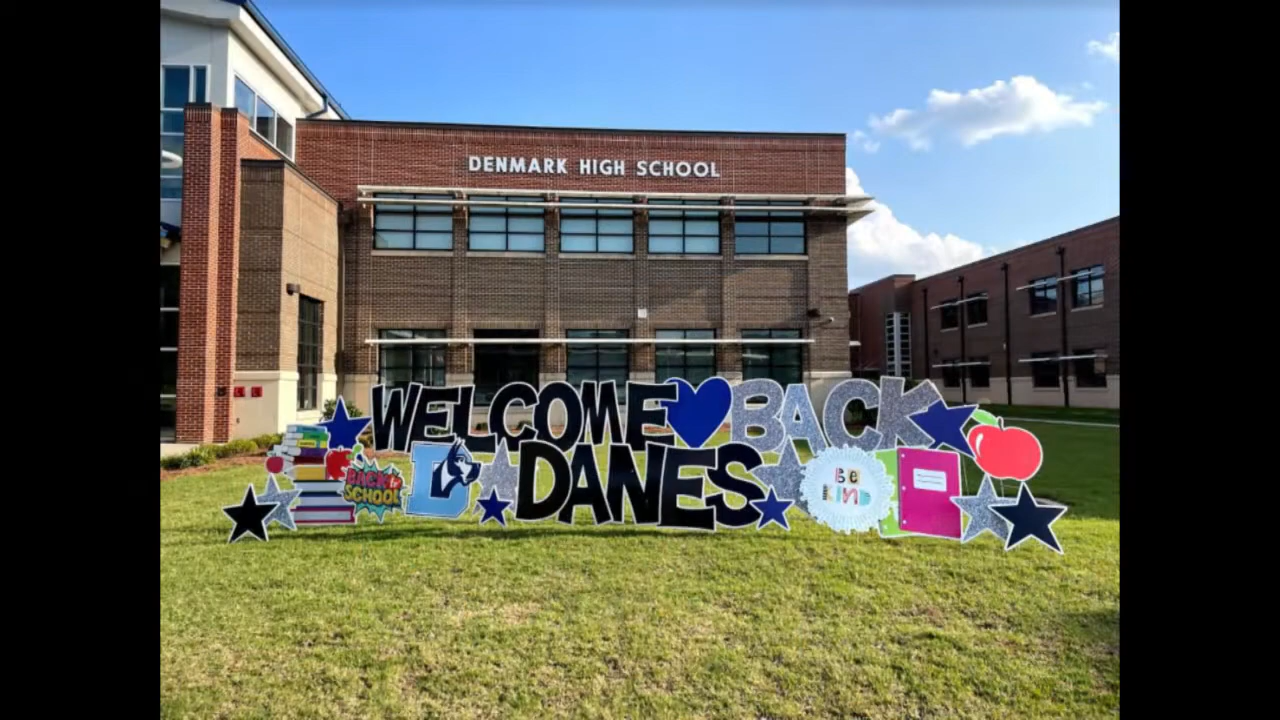 DENMARK HIGH SCHOOL
WELCOME BACK
DANES
BACK to SCHOOL
D
BE
KIND